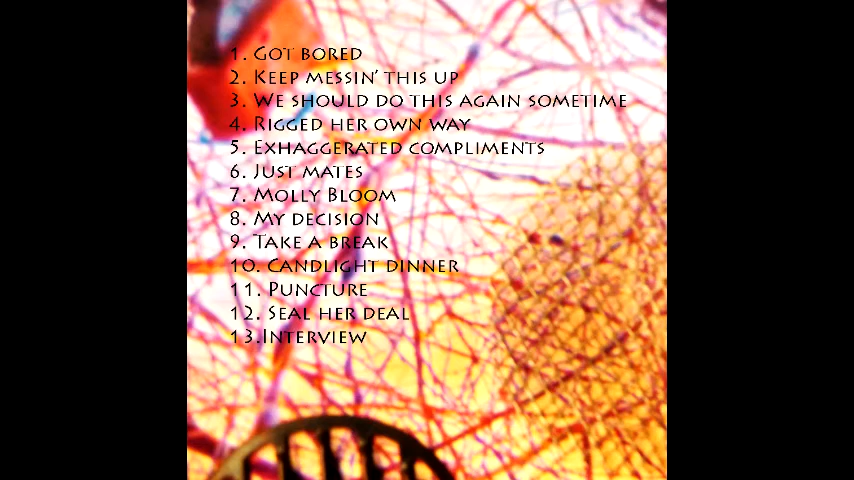 1. Got bored
2. Keep messin' this up
3. We should do this again sometime
4. Rigged her own way
5. Exhaggerated compliments
6. Just mates
7. Molly Bloom
8. My decision
9. Take a break
10. Candlight dinner
11. Puncture
12. Seal her deal
13.Interview